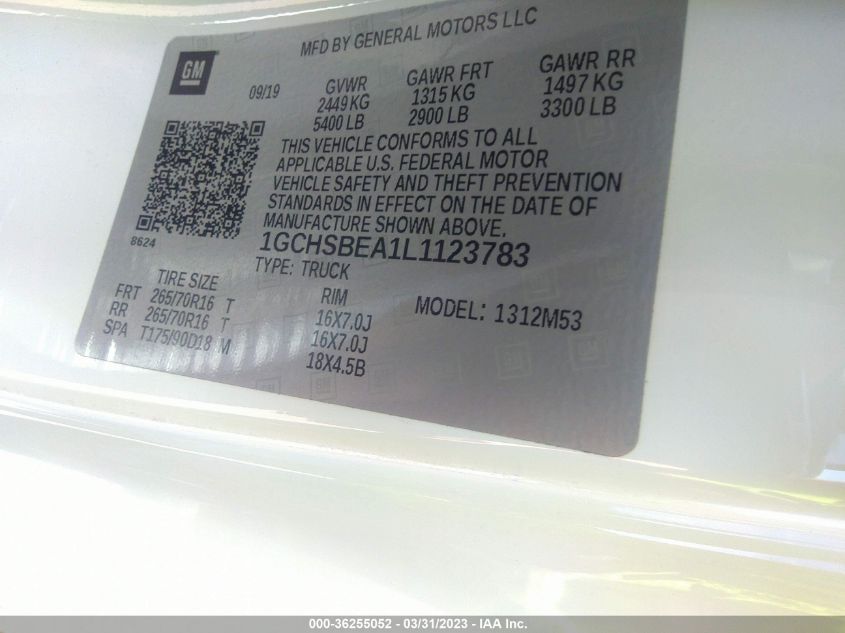 MFD BY GENERAL MOTORS LLC
GM
09/19 GVWR GAWR FRT GAWR RR
2449 KG 1315 KG 1497 KG
5400 LB 2900 LB 3300 LB
THIS VEHICLE CONFORMS TO ALL
APPLICABLE U.S. FEDERAL MOTOR
VEHICLE SAFETY AND THEFT PREVENTION
STANDARDS IN EFFECT ON THE DATE OF
MANUFACTURE SHOWN ABOVE.
8624
1GCHSBEA1L1123783
TYPE: TRUCK
TIRE SIZE RIM MODEL: 1312M53
FRT 265/70R16 T 16X7.0J
RR 265/70R16 T 16X7.0J
SPA T175/90D18 M 18X4.5B
000-36255052 / 03/31/2023 - IAA Inc.